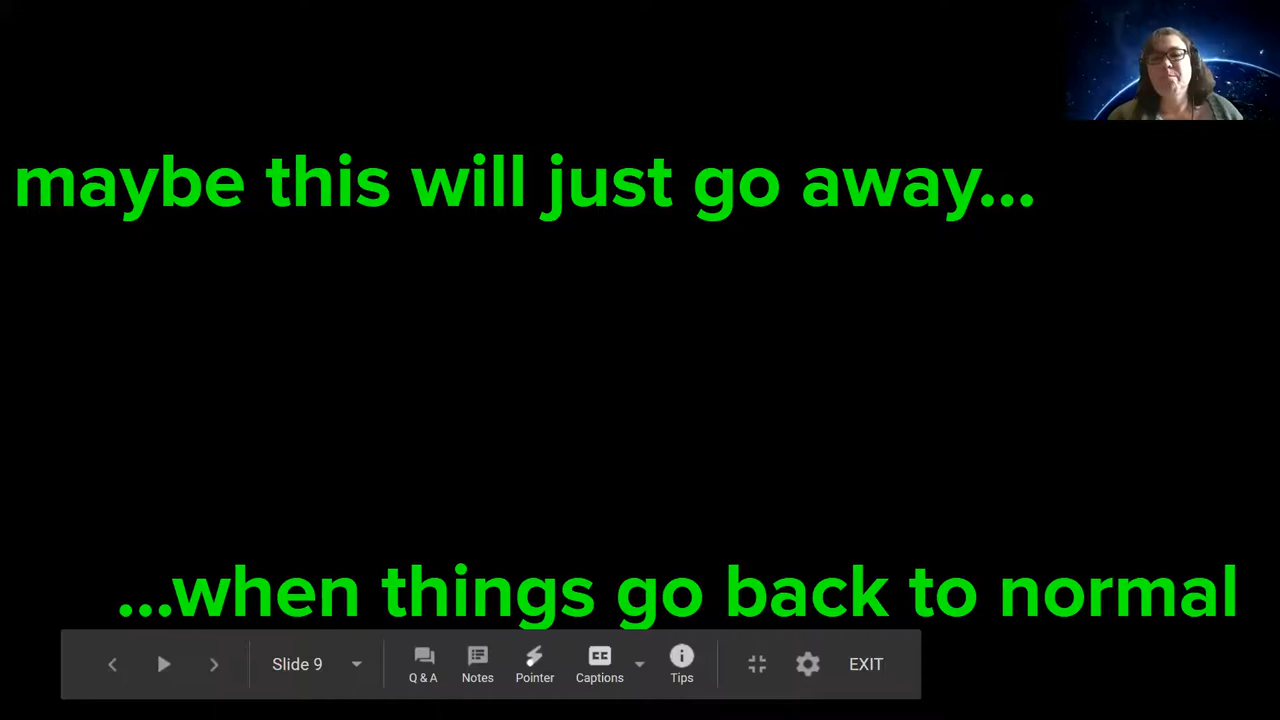 maybe this will just go away...
...when things go back to normal
Slide 9
Q & A
Notes
Pointer
CC
Captions
Tips
EXIT